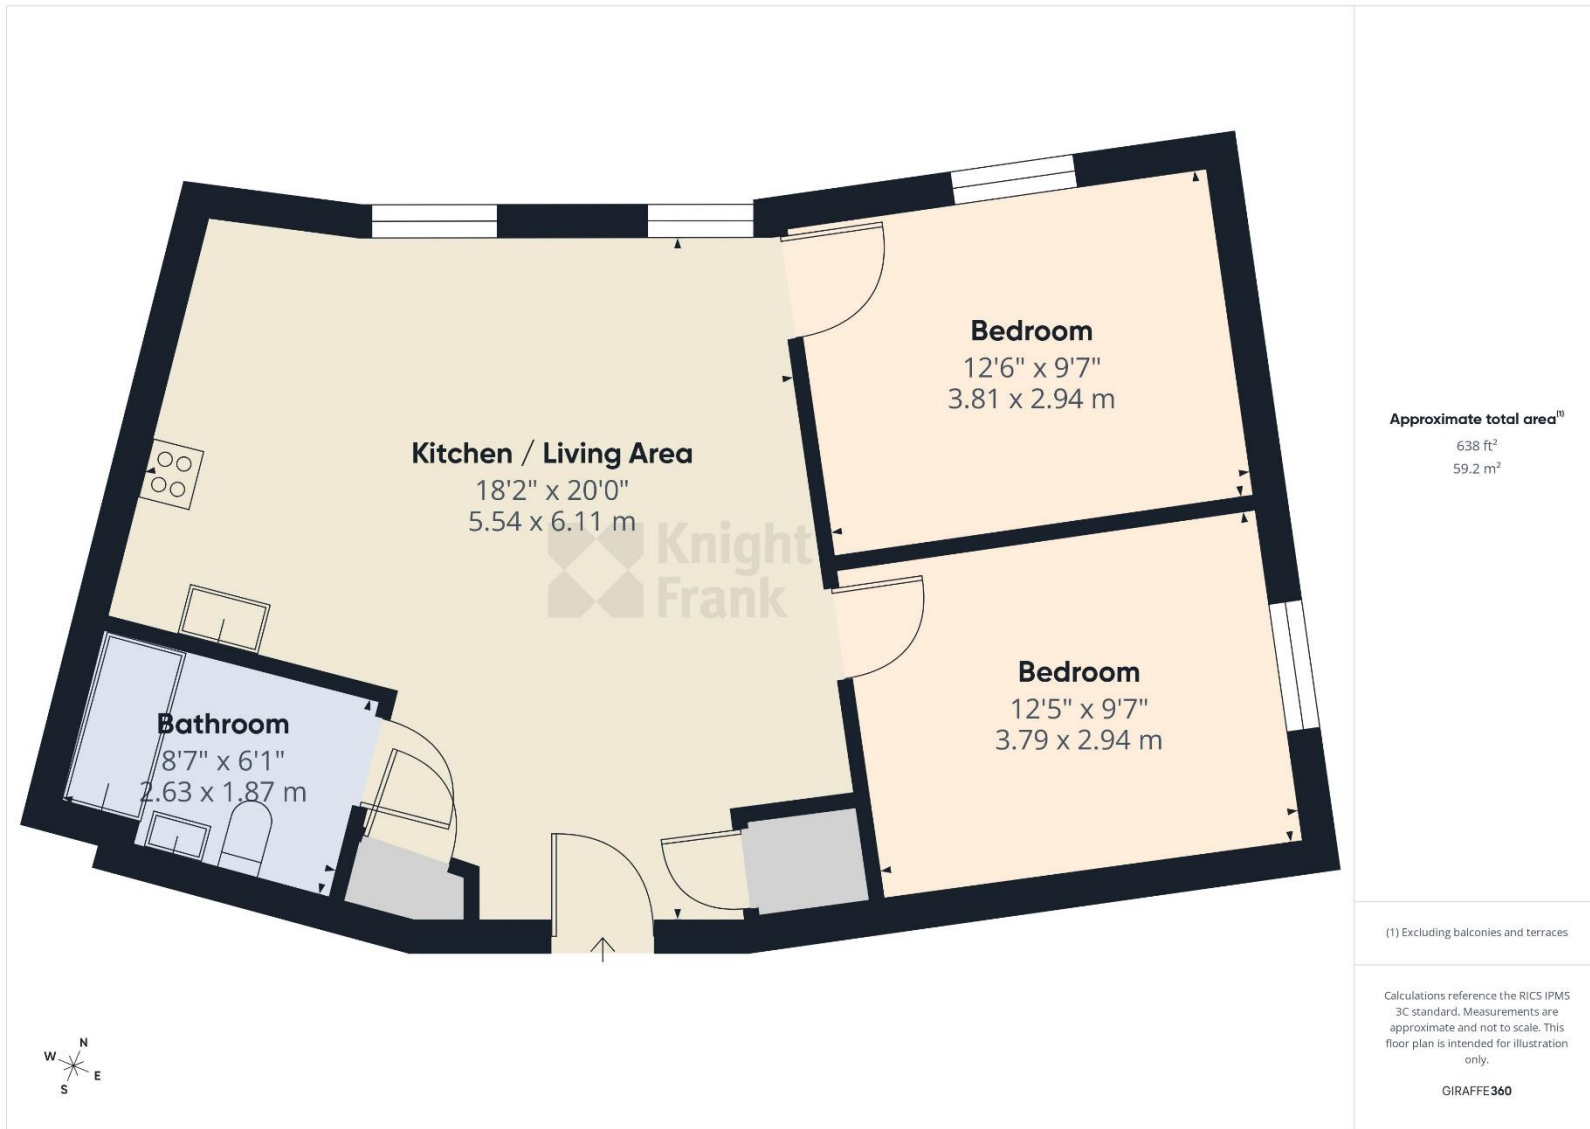 Bedroom
12'6" x 9'7"
3.81 x 2.94 m
Kitchen / Living Area
18'2" x 20'0"
5.54 x 6.11 m
Knight
Frank
Bedroom
12'5" x 9'7"
3.79 x 2.94 m
Bathroom
8'7" x 6'1"
2.63 x 1.87 m
N
W
E
S
Approximate total area(1)
638 ft²
59.2 m²
(1) Excluding balconies and terraces
Calculations reference the RICS IPMS
3C standard. Measurements are
approximate and not to scale. This
floor plan is intended for illustration
only.
GIRAFFE360